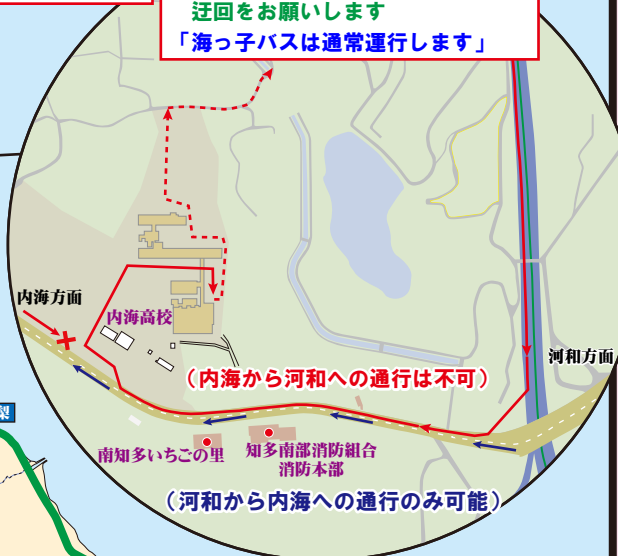 迂回をお願いします
「海っ子バスは通常運行します」
内海方面
内海高校
河和方面
（内海から河和への通行は不可）
梨
南知多いちごの里
知多南部消防組合
消防本部
（河和から内海への通行のみ可能）